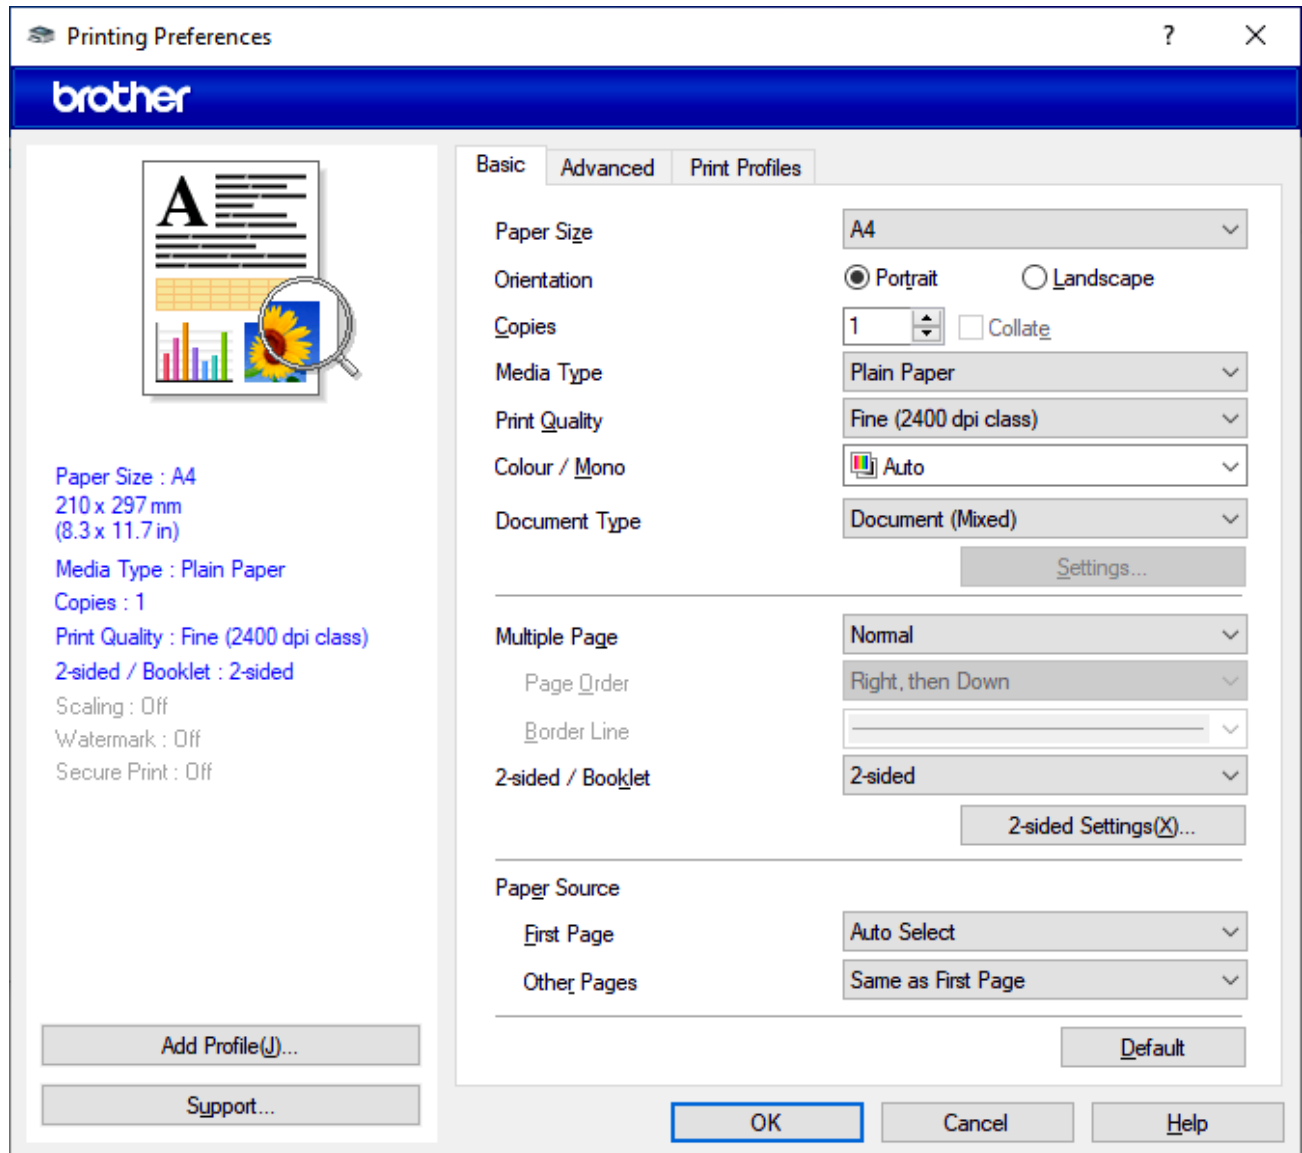 Printing Preferences
?
brother
A
Paper Size : A4
210 x 297 mm
(8.3 x 11.7 in)
Media Type : Plain Paper
Copies : 1
Print Quality : Fine (2400 dpi class)
2-sided / Booklet : 2-sided
Scaling : Off
Watermark : Off
Secure Print : Off
Add Profile(J)...
Support...
Basic Advanced Print Profiles
Paper Size A4
Orientation Portrait Landscape
Copies 1 Collate
Media Type Plain Paper
Print Quality Fine (2400 dpi class)
Colour / Mono Auto
Document Type Document (Mixed)
Settings...
Multiple Page Normal
Page Order Right, then Down
Border Line
2-sided / Booklet 2-sided
2-sided Settings(X)...
Paper Source
First Page Auto Select
Other Pages Same as First Page
Default
OK Cancel Help